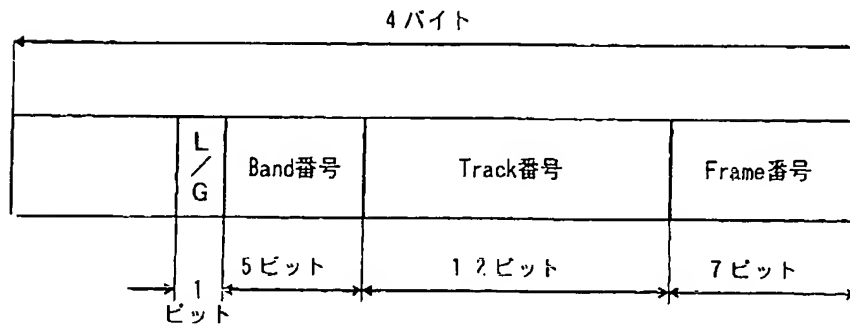 4バイト
L/G
Band番号
Track番号
Frame番号
1ビット
5ビット
12ビット
7ビット